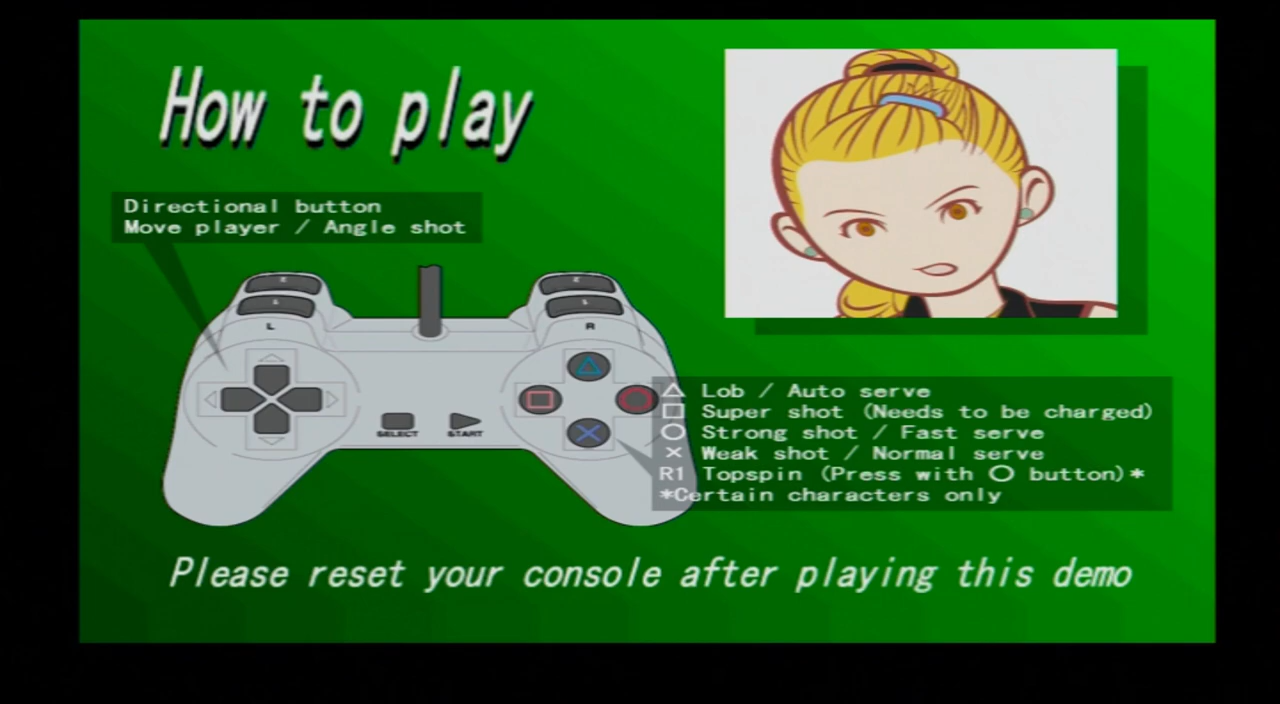 How to play
Directional button
Move player / Angle shot
L
R
SELECT
START
△ Lob / Auto serve
□ Super shot (Needs to be charged)
○ Strong shot / Fast serve
× Weak shot / Normal serve
R1 Topspin (Press with ○ button)*
*Certain characters only
Please reset your console after playing this demo